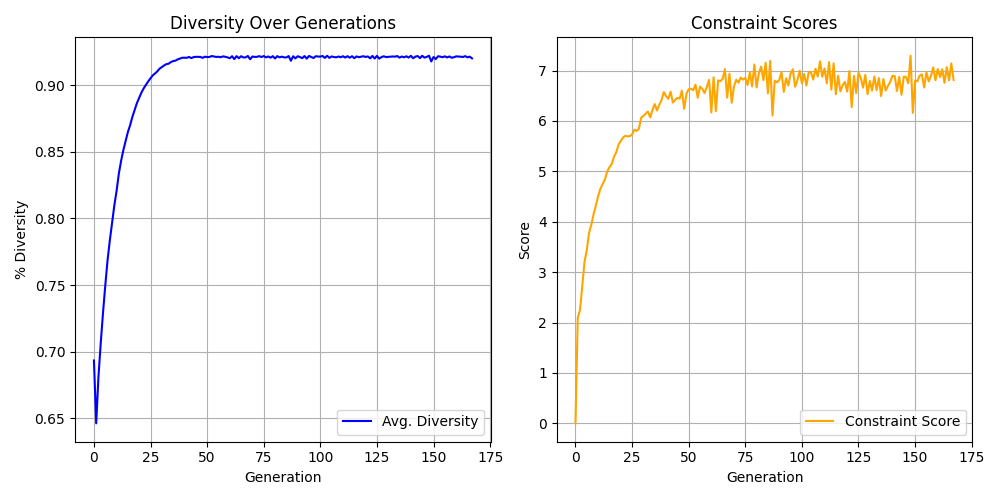 Diversity Over Generations
% Diversity
0.90
0.85
0.80
0.75
0.70
0.65
0 25 50 75 100 125 150 175
Generation
Avg. Diversity
Constraint Scores
Score
7
6
5
4
3
2
1
0
0 25 50 75 100 125 150 175
Generation
Constraint Score